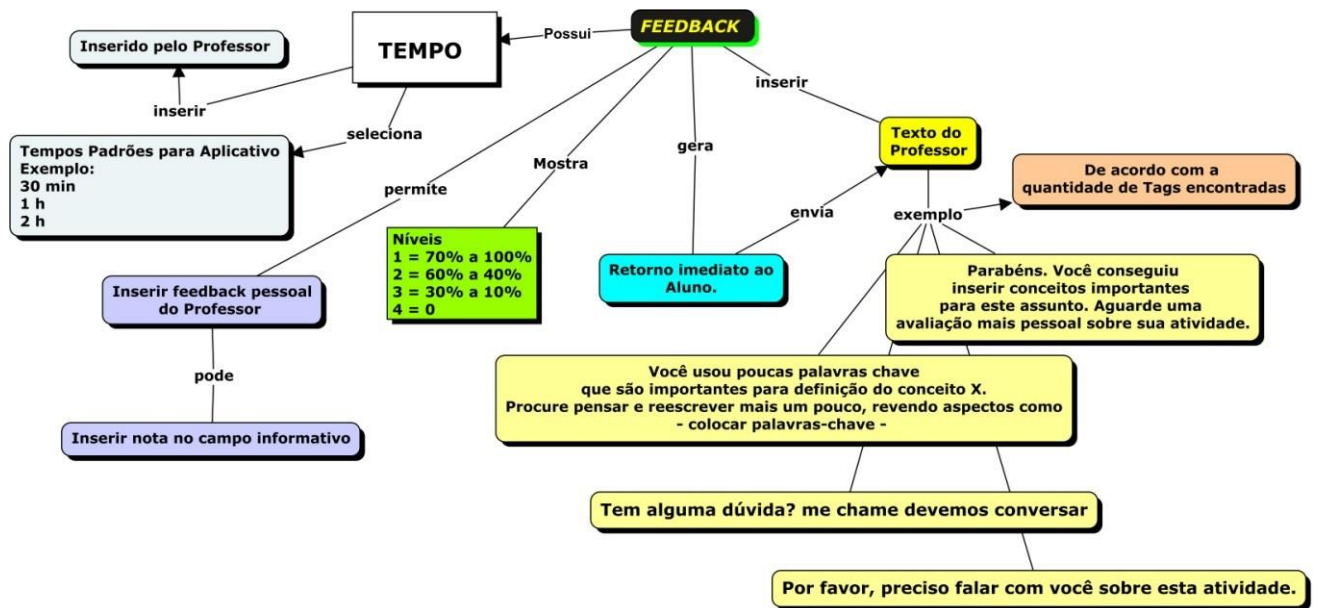 FEEDBACK
Possui
TEMPO
Inserido pelo Professor
inserir
seleciona
Tempos Padrões para Aplicativo
Exemplo:
30 min
1 h
2 h
permite
Inserir feedback pessoal
do Professor
pode
Inserir nota no campo informativo
Mostra
Níveis
1 = 70% a 100%
2 = 60% a 40%
3 = 30% a 10%
4 = 0
gera
Retorno imediato ao
Aluno.
envia
inserir
Texto do
Professor
exemplo
De acordo com a
quantidade de Tags encontradas
Parabéns. Você conseguiu
inserir conceitos importantes
para este assunto. Aguarde uma
avaliação mais pessoal sobre sua atividade.
Você usou poucas palavras chave
que são importantes para definição do conceito X.
Procure pensar e reescrever mais um pouco, revendo aspectos como
- colocar palavras-chave -
Tem alguma dúvida? me chame devemos conversar
Por favor, preciso falar com você sobre esta atividade.